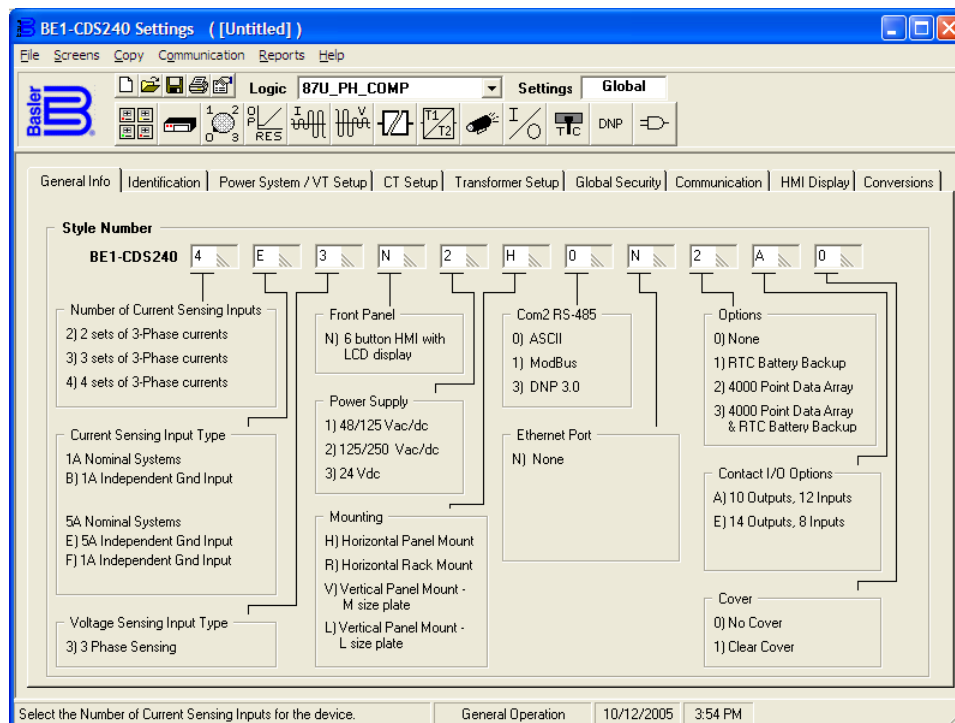 BE1-CDS240 Settings ( [Untitled] )
File Screens Copy Communication Reports Help
Basler
B
Logic 87U_PH_COMP Settings Global
1 2 0 3
O P RES
I
V
T1 T2
I/O
T C
DNP
General Info Identification Power System / VT Setup CT Setup Transformer Setup Global Security Communication HMI Display Conversions
Style Number
BE1-CDS240 4 E 3 N 2 H 0 N 2 A 0
Number of Current Sensing Inputs
2) 2 sets of 3-Phase currents
3) 3 sets of 3-Phase currents
4) 4 sets of 3-Phase currents
Current Sensing Input Type
1A Nominal Systems
B) 1A Independent Gnd Input
5A Nominal Systems
E) 5A Independent Gnd Input
F) 1A Independent Gnd Input
Voltage Sensing Input Type
3) 3 Phase Sensing
Front Panel
N) 6 button HMI with
LCD display
Power Supply
1) 48/125 Vac/dc
2) 125/250 Vac/dc
3) 24 Vdc
Mounting
H) Horizontal Panel Mount
R) Horizontal Rack Mount
V) Vertical Panel Mount -
M size plate
L) Vertical Panel Mount -
L size plate
Com2 RS-485
0) ASCII
1) ModBus
3) DNP 3.0
Ethernet Port
N) None
Options
0) None
1) RTC Battery Backup
2) 4000 Point Data Array
3) 4000 Point Data Array
& RTC Battery Backup
Contact I/O Options
A) 10 Outputs, 12 Inputs
E) 14 Outputs, 8 Inputs
Cover
0) No Cover
1) Clear Cover
Select the Number of Current Sensing Inputs for the device. General Operation 10/12/2005 3:54 PM